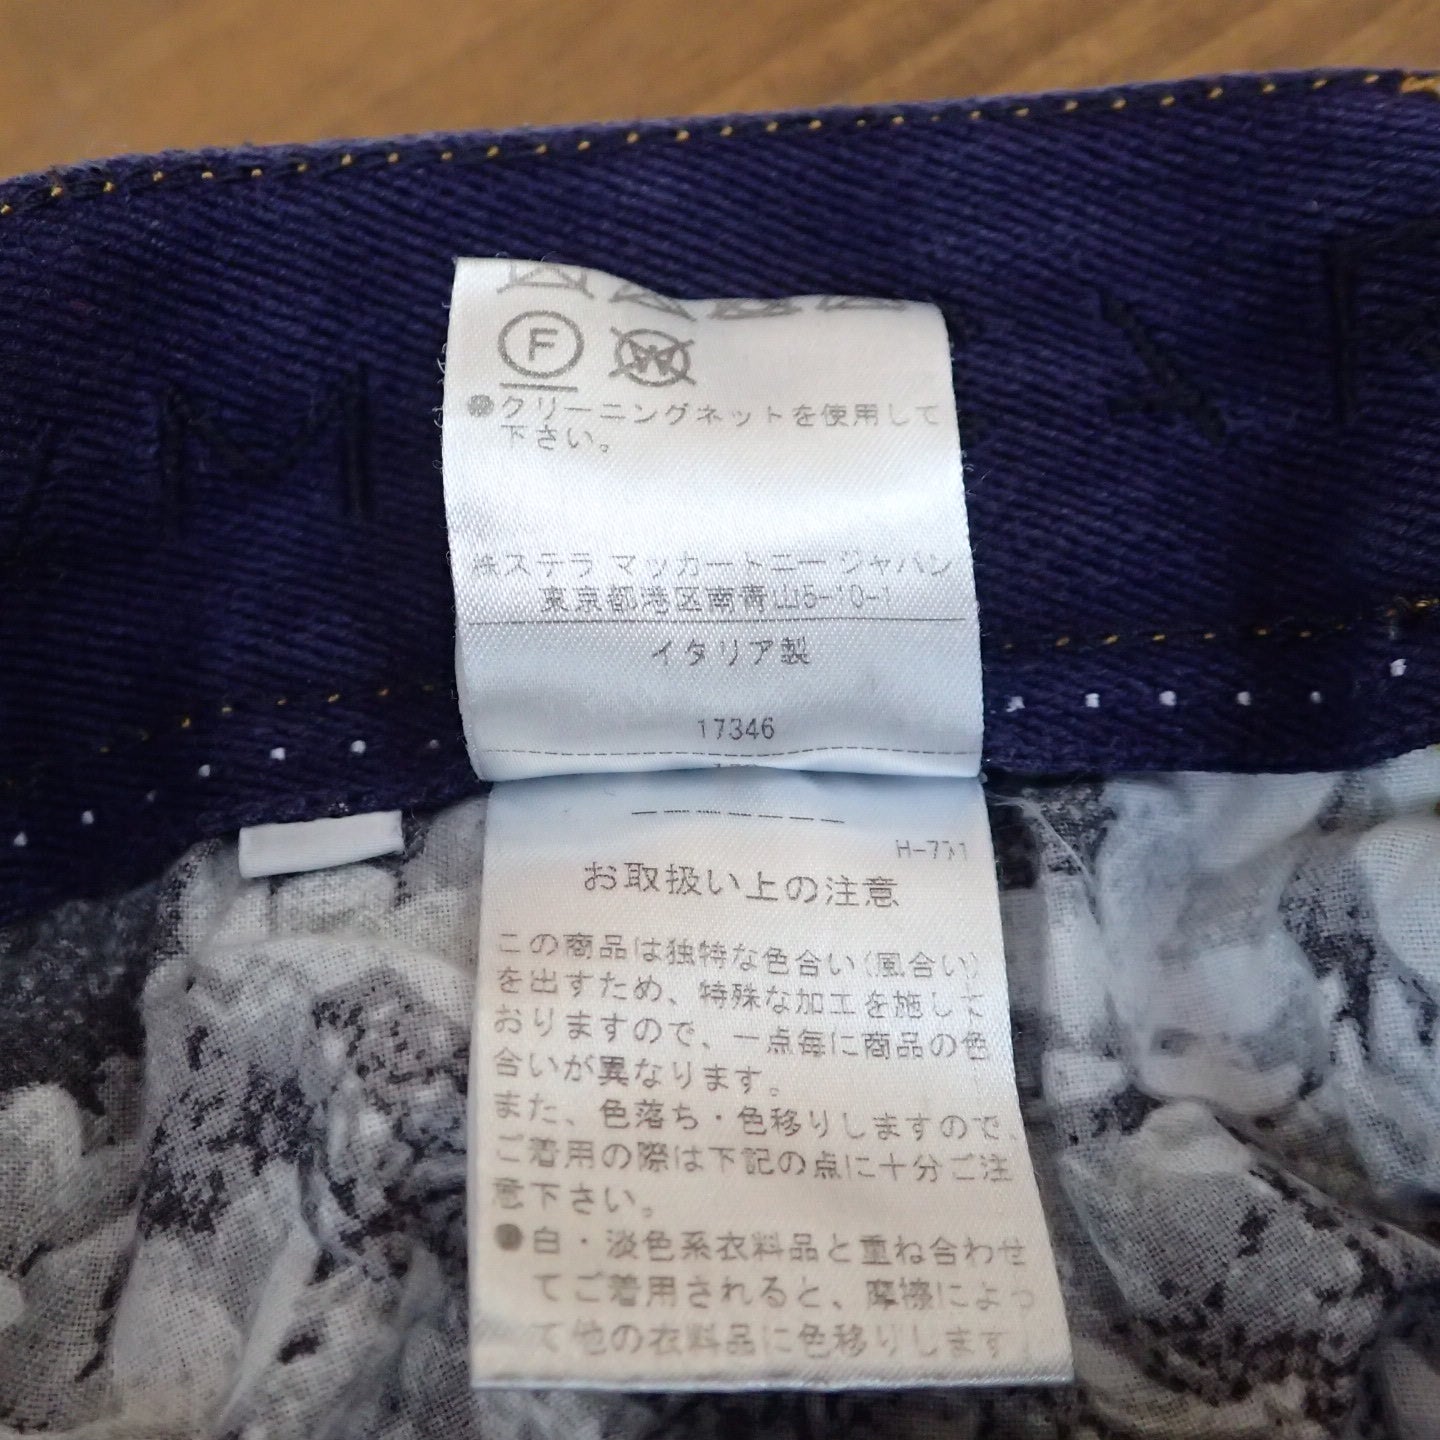 F W
●クリーニングネットを使用して
下さい。
株ステラ マッカートニー ジャパン
東京都港区南青山5-10-1
イタリア製
17346
H-731
お取扱い上の注意
この商品は独特な色合い(風合い)
を出すため、特殊な加工を施して
おりますので、一点毎に商品の色
合いが異なります。
また、色落ち・色移りしますので、
ご着用の際は下記の点に十分ご注
意下さい。
●白・淡色系衣料品と重ね合わせ
てご着用されると、摩擦によっ
て他の衣料品に色移りします